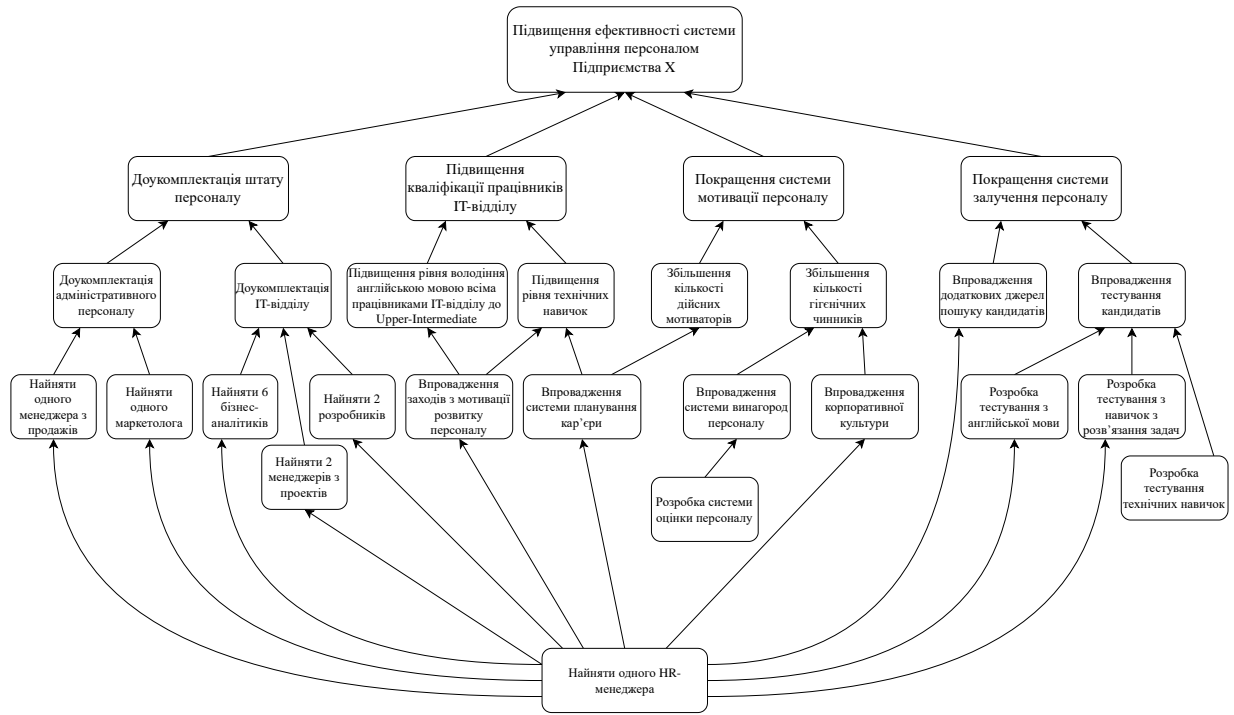 Підвищення ефективності системи
управління персоналом
Підприємства X
Доукомплектація штату
персоналу
Підвищення
кваліфікації працівників
ІТ-відділу
Покращення системи
мотивації персоналу
Покращення системи
залучення персоналу
Доукомплектація
адміністративного
персоналу
Доукомплектація
ІТ-відділу
Підвищення рівня володіння
англійською мовою всіма
працівниками ІТ-відділу до
Upper-Intermediate
Підвищення
рівня технічних
навичок
Збільшення
кількості
дійсних
мотиваторів
Збільшення
кількості
гігєнічних
чинників
Впровадження
додаткових джерел
пошуку кандидатів
Впровадження
тестування
кандидатів
Найняти
одного
менеджера з
продажів
Найняти
одного
маркетолога
Найняти 6
бізнес-
аналітиків
Найняти 2
розробників
Впровадження
заходів з мотивації
розвитку
персоналу
Впровадження
системи планування
кар’єри
Впровадження
системи винагород
персоналу
Впровадження
корпоративної
культури
Розробка
тестування з
англійської мови
Розробка
тестування з
навичок з
розв’язання задач
Найняти 2
менеджерів з
проектів
Розробка системи
оцінки персоналу
Розробка
тестування
технічних навичок
Найняти одного HR-
менеджера